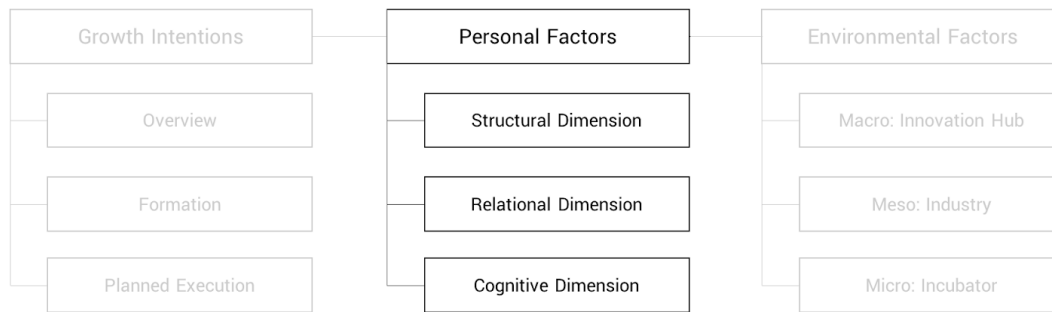 Growth Intentions
Personal Factors
Environmental Factors
Overview
Structural Dimension
Macro: Innovation Hub
Formation
Relational Dimension
Meso: Industry
Planned Execution
Cognitive Dimension
Micro: Incubator